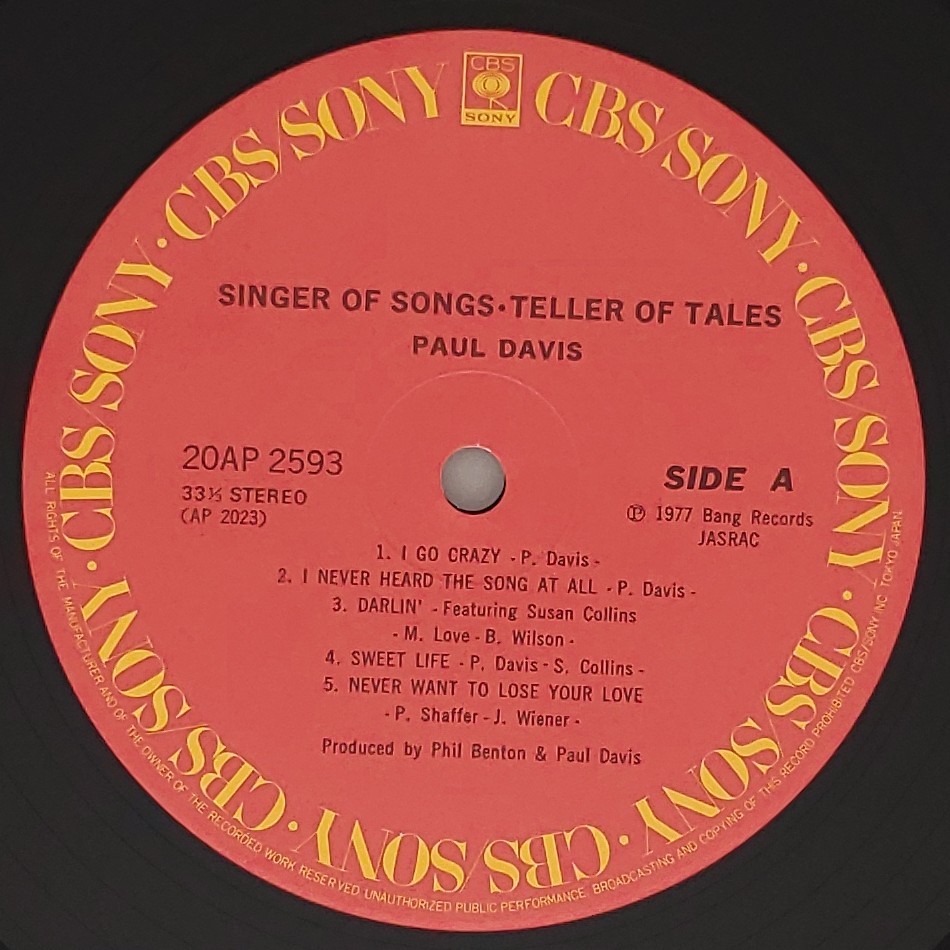 CBS
SONY
CBS/SONY · CBS/SONY · CBS/SONY · CBS/SONY · CBS/SONY · CBS/SONY · CBS/SONY · CBS/SONY
SINGER OF SONGS·TELLER OF TALES
PAUL DAVIS
20AP 2593
33⅓ STEREO
(AP 2023)
SIDE A
Ⓟ 1977 Bang Records
JASRAC
1. I GO CRAZY - P. Davis -
2. I NEVER HEARD THE SONG AT ALL - P. Davis -
3. DARLIN' - Featuring Susan Collins
- M. Love - B. Wilson -
4. SWEET LIFE - P. Davis - S. Collins -
5. NEVER WANT TO LOSE YOUR LOVE
- P. Shaffer - J. Wiener -
Produced by Phil Benton & Paul Davis
ALL RIGHTS OF THE MANUFACTURER AND OF THE OWNER OF THE RECORDED WORK RESERVED UNAUTHORIZED PUBLIC PERFORMANCE BROADCASTING AND COPYING OF THIS RECORD PROHIBITED CBS/SONY INC TOKYO JAPAN